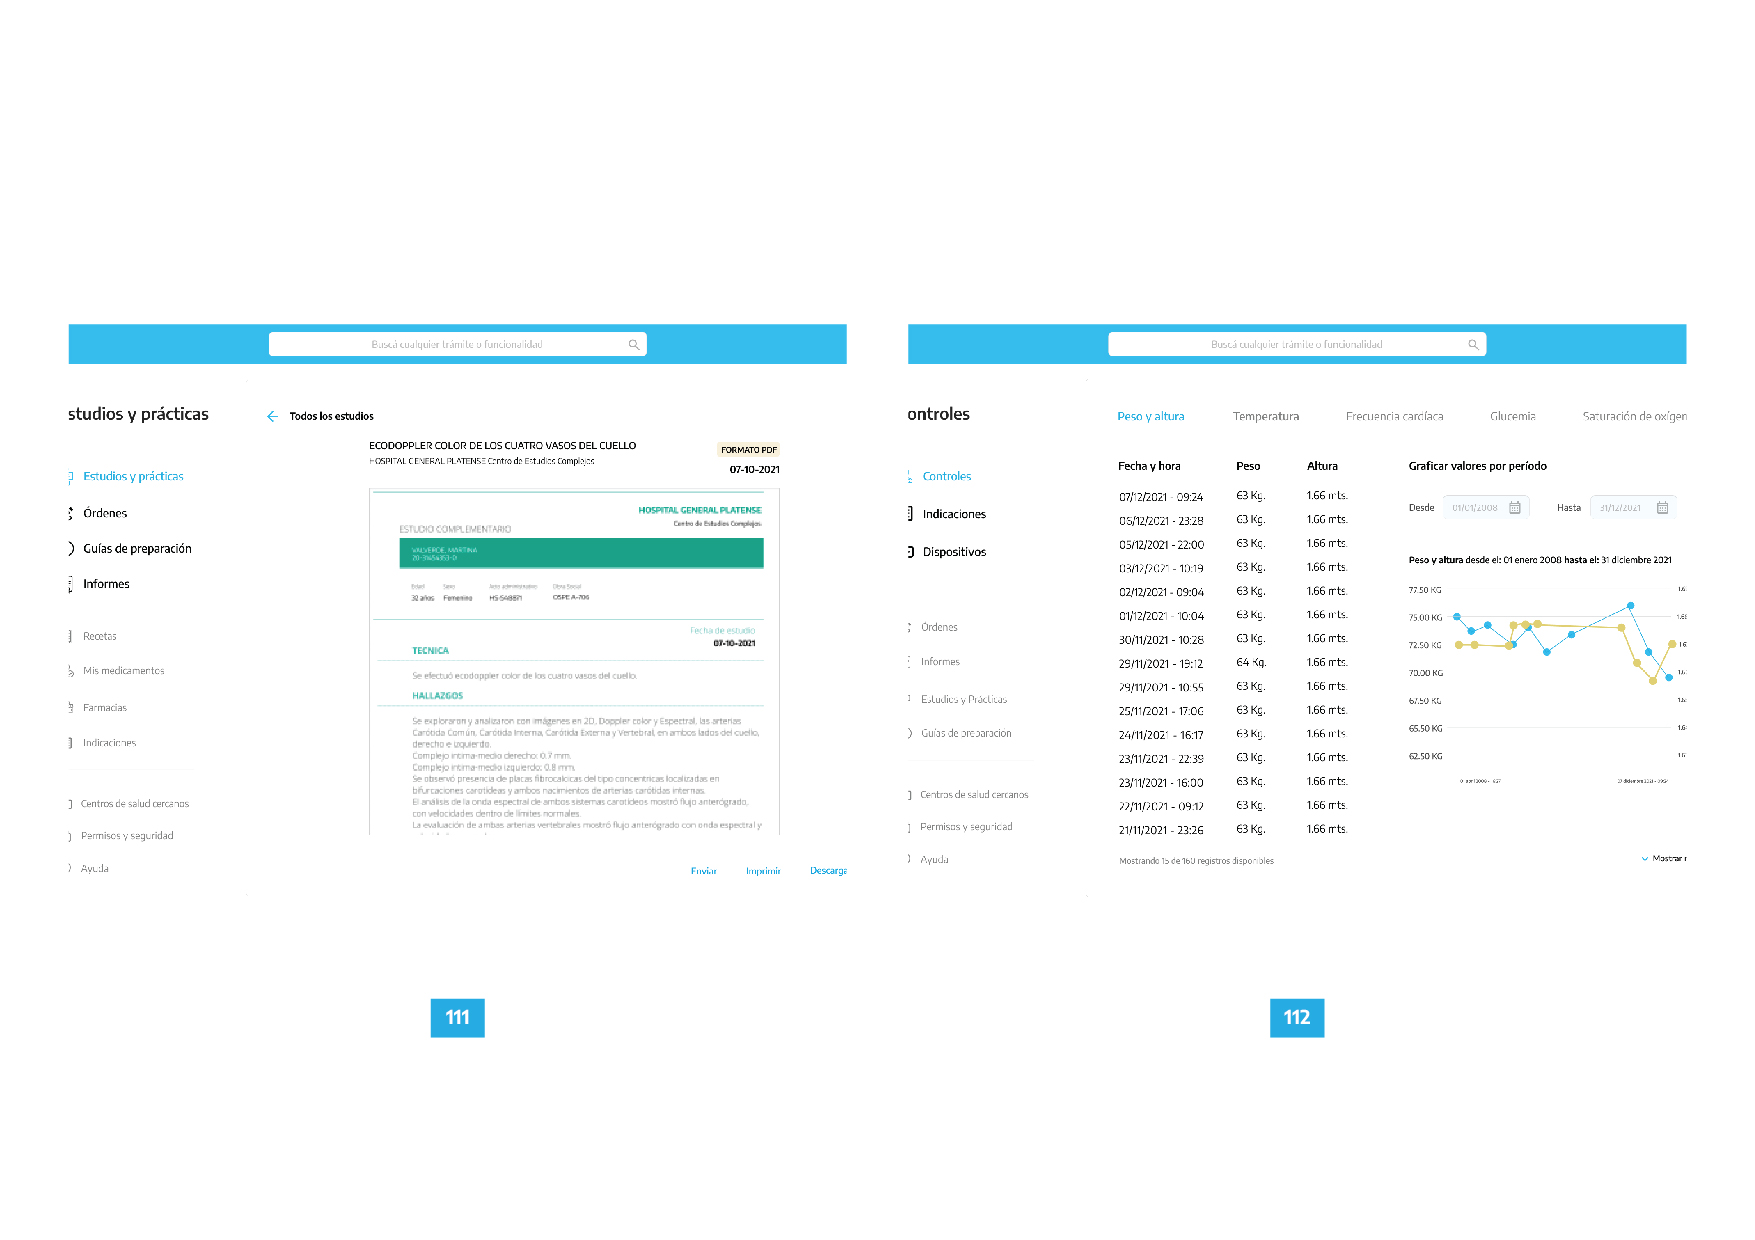 Buscá cualquier trámite o funcionalidad
studios y prácticas
Estudios y prácticas
Órdenes
Guías de preparación
Informes
Recetas
Mis medicamentos
Farmacias
Indicaciones
Centros de salud cercanos
Permisos y seguridad
Ayuda
Todos los estudios
ECODOPPLER COLOR DE LOS CUATRO VASOS DEL CUELLO
HOSPITAL GENERAL PLATENSE Centro de Estudios Complejos
FORMATO PDF
07-10-2021
HOSPITAL GENERAL PLATENSE
Centro de Estudios Complejos
ESTUDIO COMPLEMENTARIO
VALVERDE, MARTINA
Edad Sexo Acto administrativo Obra Social
32 años Femenino HS-548871 OSPE A-706
Fecha de estudio
07-10-2021
TECNICA
Se efectuó ecodoppler color de los cuatro vasos del cuello.
HALLAZGOS
Se exploraron y analizaron con imágenes en 2D, Doppler color y Espectral, las arterias
Carótida Común, Carótida Interna, Carótida Externa y Vertebral, en ambos lados del cuello,
derecho e izquierdo.
Complejo intima-medio derecho: 0.7 mm.
Complejo intima-medio izquierdo: 0.8 mm.
Se observó presencia de placas fibrocalcicas del tipo concentricas localizadas en
bifurcaciones carotideas y ambos nacimientos de arterias carótidas internas.
El análisis de la onda espectral de ambos sistemas carotideos mostró flujo anterógrado,
con velocidades dentro de límites normales.
La evaluación de ambas arterias vertebrales mostró flujo anterógrado con onda espectral y
Enviar Imprimir Descarga
111
Buscá cualquier trámite o funcionalidad
ontroles
Controles
Indicaciones
Dispositivos
Órdenes
Informes
Estudios y Prácticas
Guías de preparación
Centros de salud cercanos
Permisos y seguridad
Ayuda
Peso y altura Temperatura Frecuencia cardíaca Glucemia Saturación de oxígen
Fecha y hora Peso Altura
07/12/2021 - 09:24 63 Kg. 1.66 mts.
06/12/2021 - 23:28 63 Kg. 1.66 mts.
05/12/2021 - 22:00 63 Kg. 1.66 mts.
03/12/2021 - 10:19 63 Kg. 1.66 mts.
02/12/2021 - 09:04 63 Kg. 1.66 mts.
01/12/2021 - 10:04 63 Kg. 1.66 mts.
30/11/2021 - 10:28 63 Kg. 1.66 mts.
29/11/2021 - 19:12 64 Kg. 1.66 mts.
29/11/2021 - 10:55 63 Kg. 1.66 mts.
25/11/2021 - 17:06 63 Kg. 1.66 mts.
24/11/2021 - 16:17 63 Kg. 1.66 mts.
23/11/2021 - 22:39 63 Kg. 1.66 mts.
23/11/2021 - 16:00 63 Kg. 1.66 mts.
22/11/2021 - 09:12 63 Kg. 1.66 mts.
21/11/2021 - 23:26 63 Kg. 1.66 mts.
Mostrando 15 de 160 registros disponibles
Graficar valores por período
Desde 01/01/2008 Hasta 31/12/2021
Peso y altura desde el: 01 enero 2008 hasta el: 31 diciembre 2021
77.50 KG
75.00 KG
72.50 KG
70.00 KG
67.50 KG
65.50 KG
62.50 KG
Mostrar
112